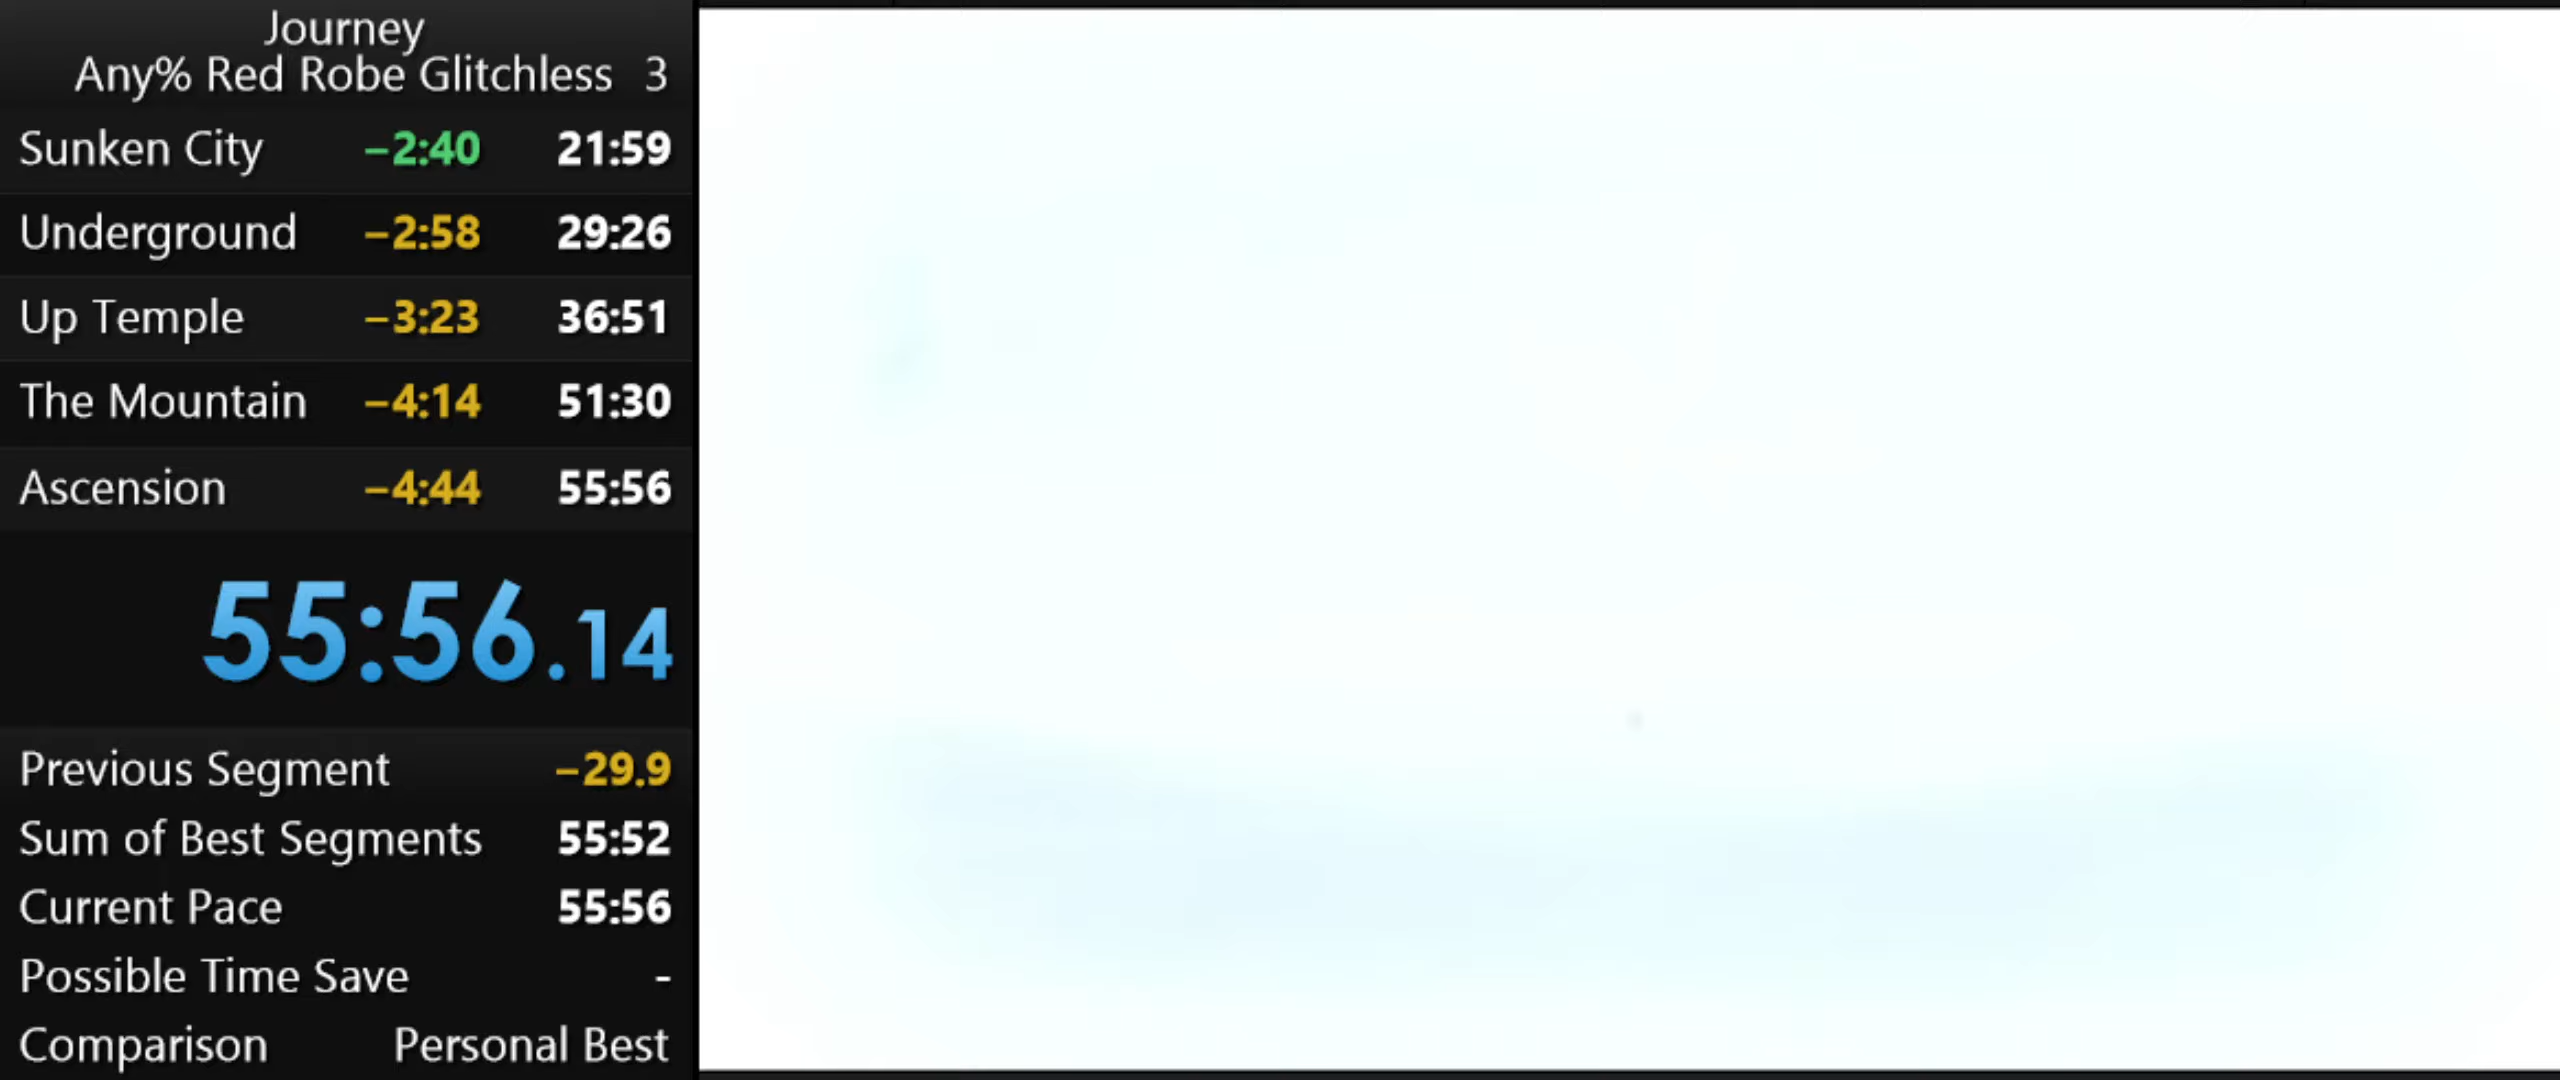 Journey
Any% Red Robe Glitchless 3
Sunken City −2:40 21:59
Underground −2:58 29:26
Up Temple −3:23 36:51
The Mountain −4:14 51:30
Ascension −4:44 55:56
55:56.14
Previous Segment −29.9
Sum of Best Segments 55:52
Current Pace 55:56
Possible Time Save -
Comparison Personal Best